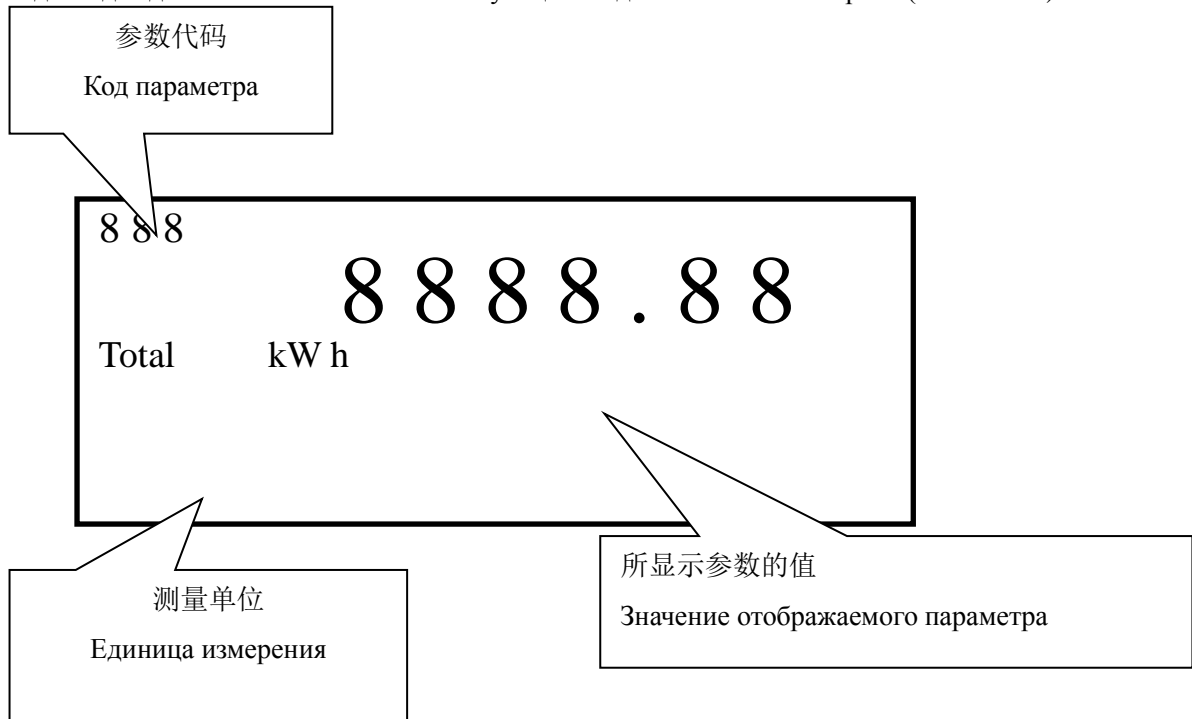 参数代码
Код параметра
8 8 8
8 8 8 8 . 8 8
Total kW h
测量单位
Единица измерения
所显示参数的值
Значение отображаемого параметра